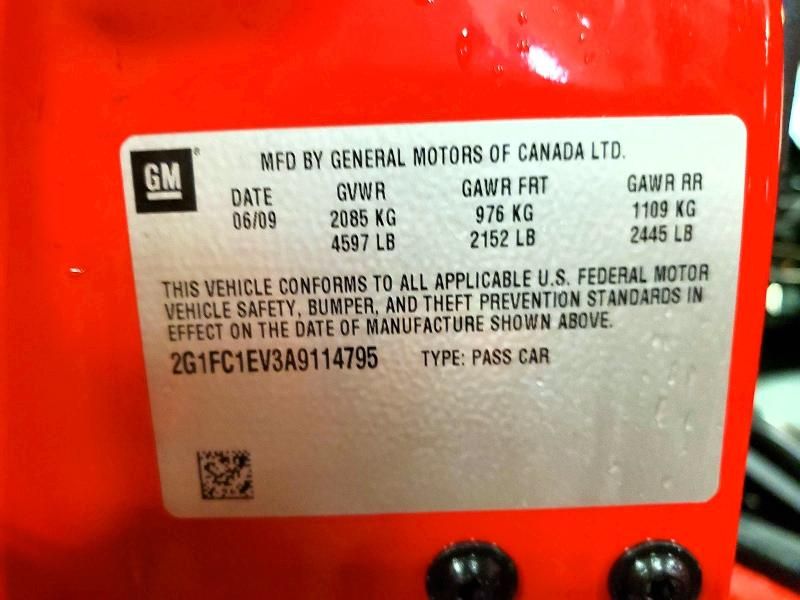 GM® MFD BY GENERAL MOTORS OF CANADA LTD.
DATE GVWR GAWR FRT GAWR RR
06/09 2085 KG 976 KG 1109 KG
4597 LB 2152 LB 2445 LB
THIS VEHICLE CONFORMS TO ALL APPLICABLE U.S. FEDERAL MOTOR
VEHICLE SAFETY, BUMPER, AND THEFT PREVENTION STANDARDS IN
EFFECT ON THE DATE OF MANUFACTURE SHOWN ABOVE.
2G1FC1EV3A9114795 TYPE: PASS CAR